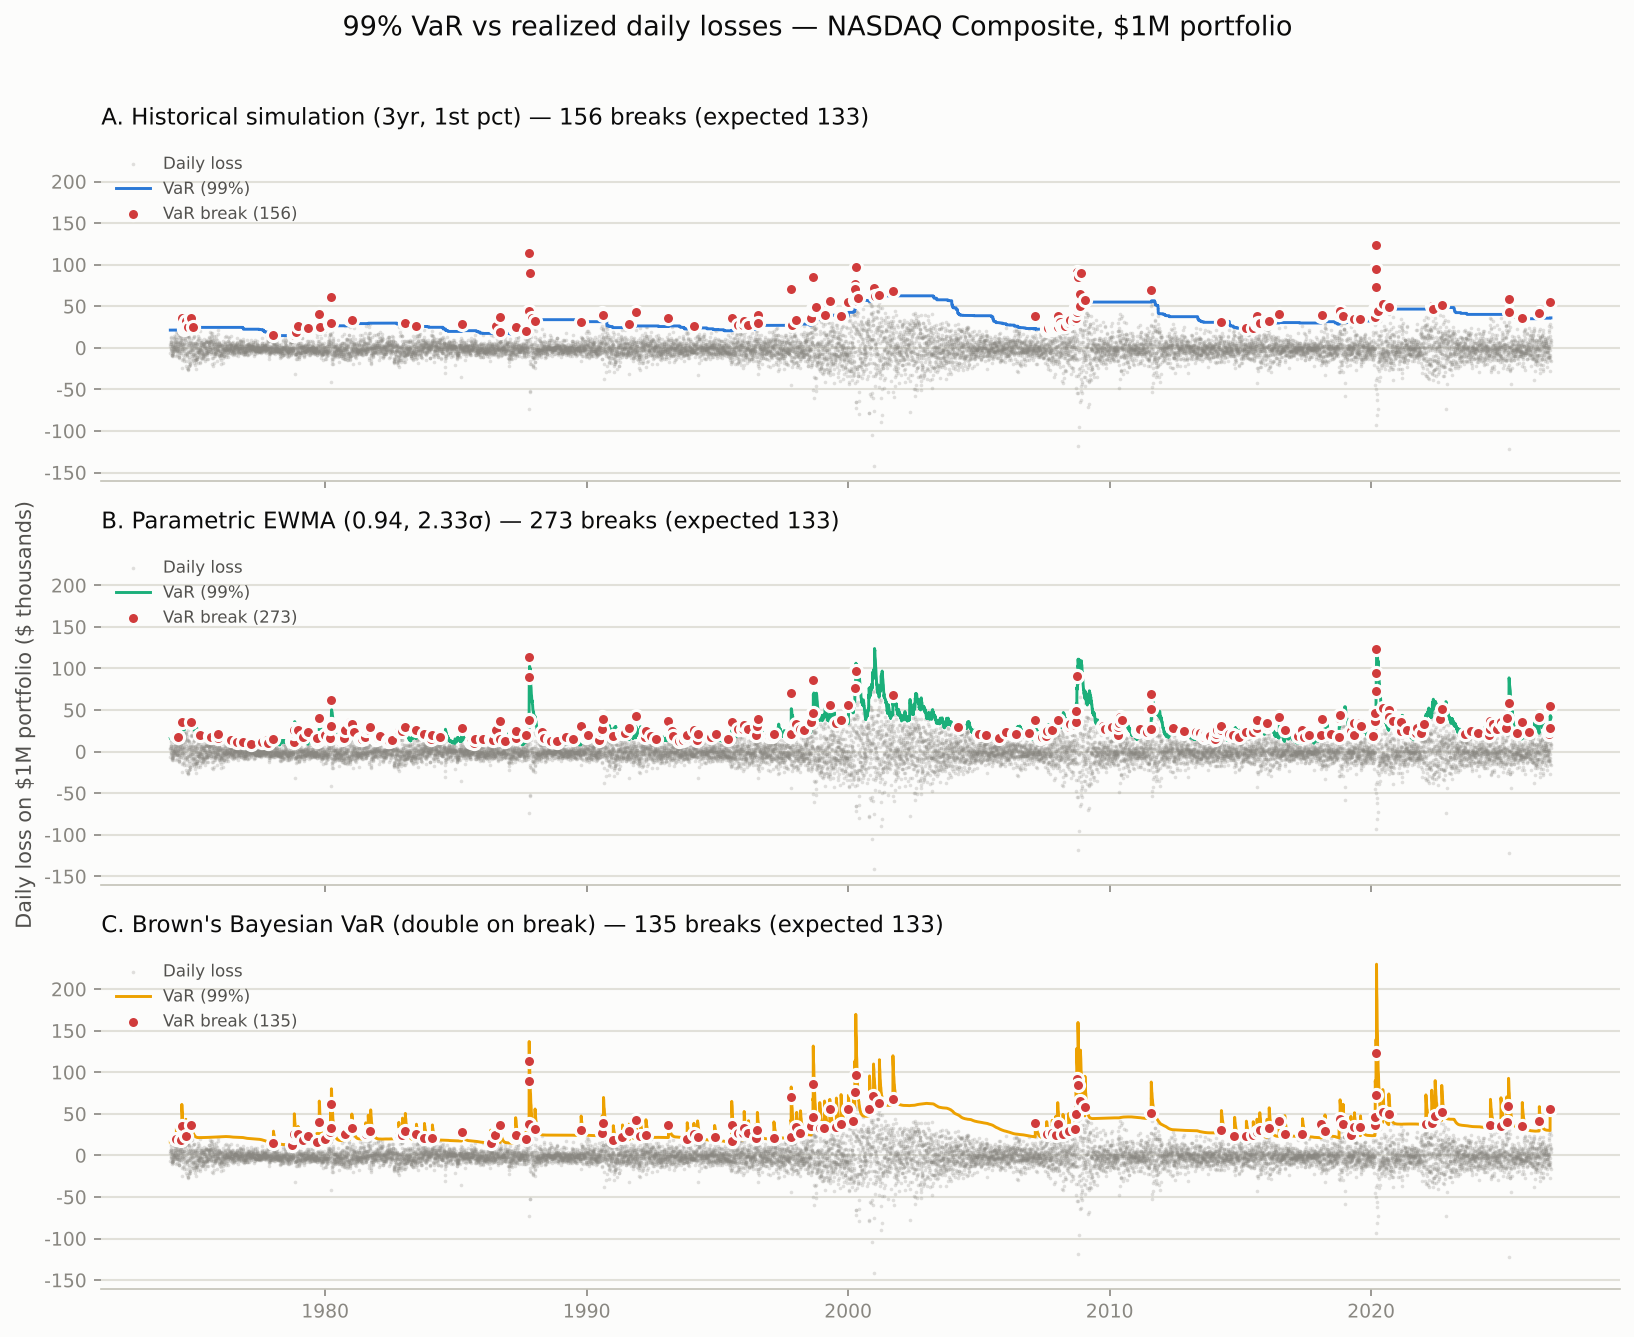 99% VaR vs realized daily losses — NASDAQ Composite, $1M portfolio
Daily loss on $1M portfolio ($ thousands)
A. Historical simulation (3yr, 1st pct) — 156 breaks (expected 133)
Daily loss
VaR (99%)
VaR break (156)
200
150
100
50
0
-50
-100
-150
B. Parametric EWMA (0.94, 2.33σ) — 273 breaks (expected 133)
Daily loss
VaR (99%)
VaR break (273)
200
150
100
50
0
-50
-100
-150
C. Brown's Bayesian VaR (double on break) — 135 breaks (expected 133)
Daily loss
VaR (99%)
VaR break (135)
200
150
100
50
0
-50
-100
-150
1980 1990 2000 2010 2020